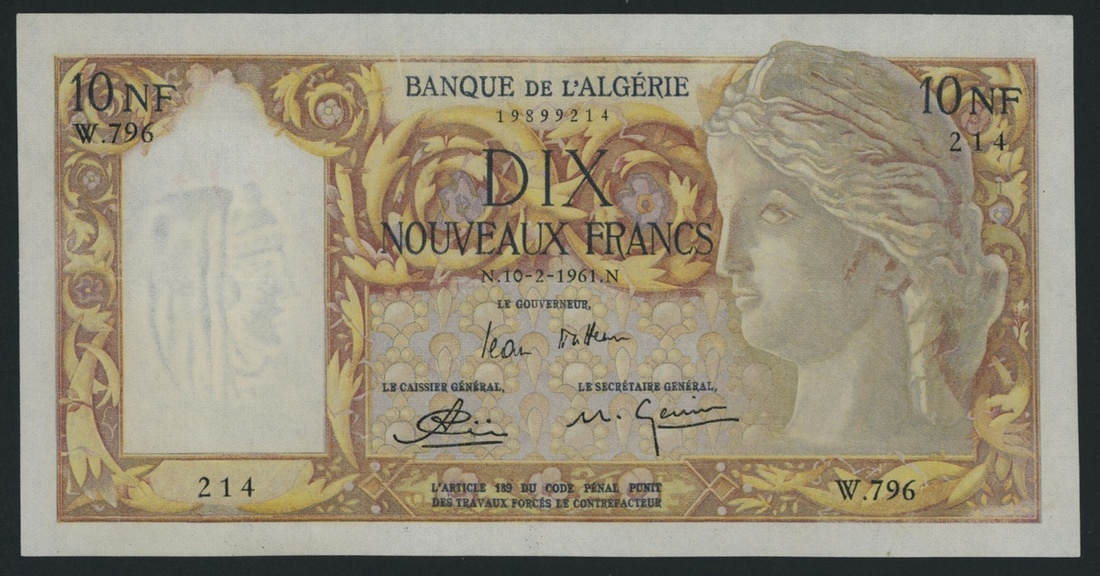 10 NF
W.796
BANQUE DE L'ALGÉRIE
19899214
10 NF
214
DIX
NOUVEAUX FRANCS
N.10-2-1961.N
LE GOUVERNEUR,
LE CAISSIER GÉNÉRAL,
LE SECRÉTAIRE GÉNÉRAL,
214
L'ARTICLE 139 DU CODE PÉNAL PUNIT
DES TRAVAUX FORCÉS LE CONTREFACTEUR
W.796